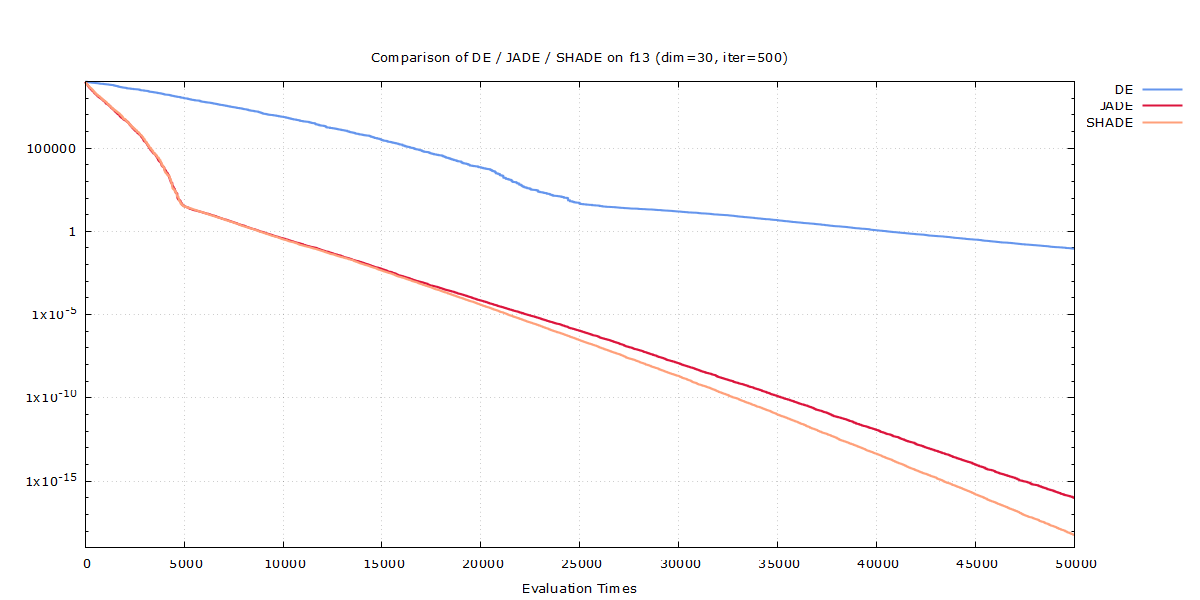 Comparison of DE / JADE / SHADE on f13 (dim=30, iter=500)
DE
JADE
SHADE
100000
1
1x10^-5
1x10^-10
1x10^-15
0 5000 10000 15000 20000 25000 30000 35000 40000 45000 50000
Evaluation Times